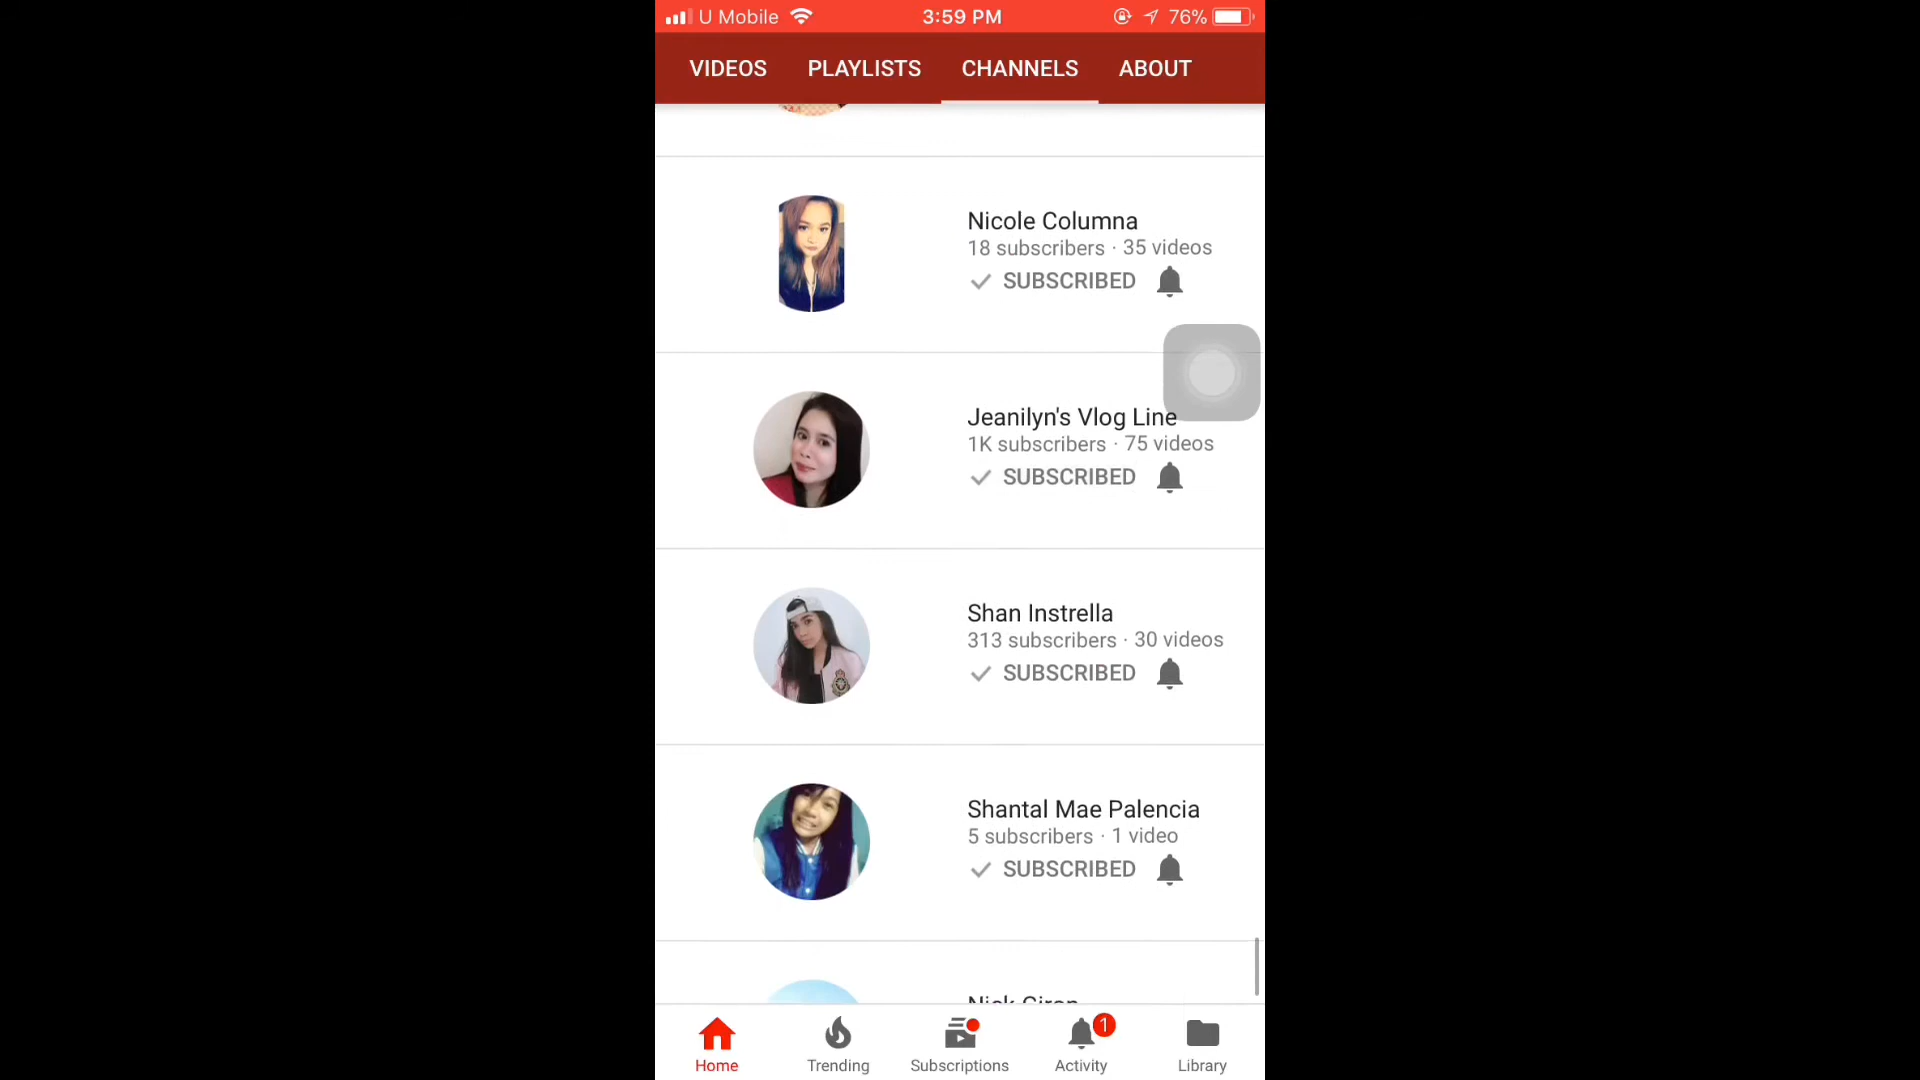 U Mobile 3:59 PM 76%
VIDEOS PLAYLISTS CHANNELS ABOUT
Nicole Columna
18 subscribers · 35 videos
SUBSCRIBED
Jeanilyn's Vlog Line
1K subscribers · 75 videos
SUBSCRIBED
Shan Instrella
313 subscribers · 30 videos
SUBSCRIBED
Shantal Mae Palencia
5 subscribers · 1 video
SUBSCRIBED
1
Home Trending Subscriptions Activity Library